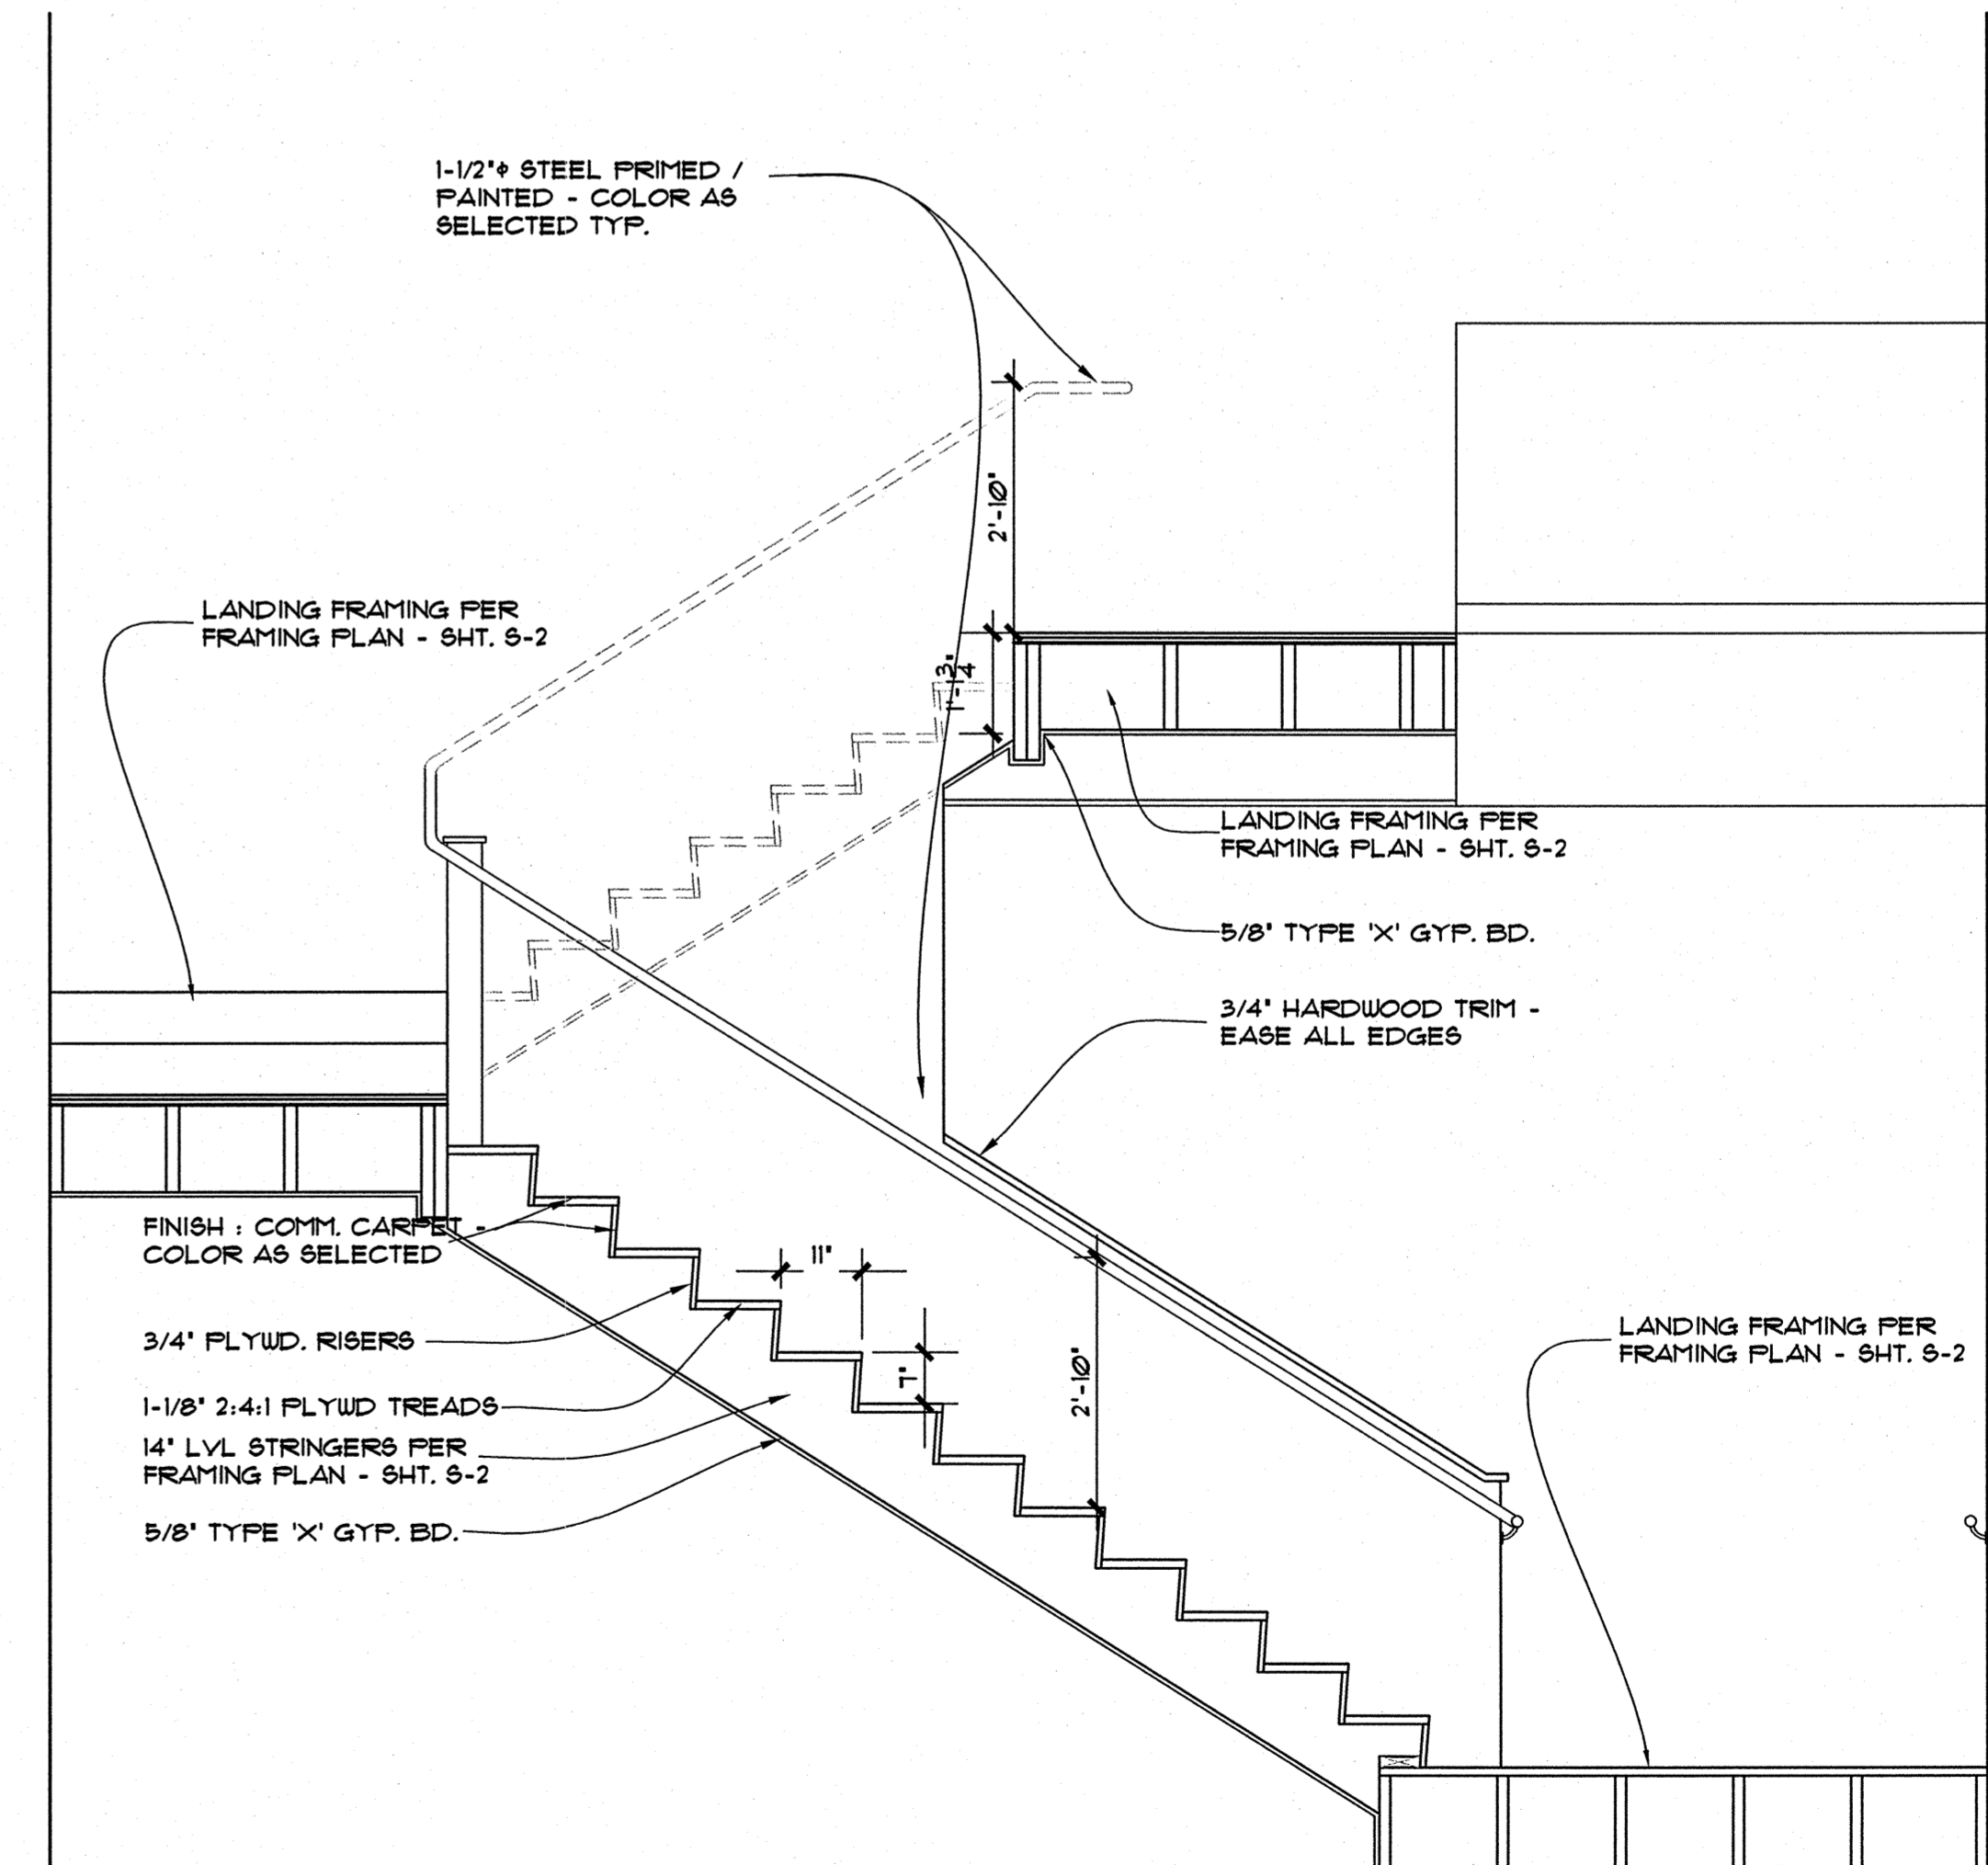 1-1/2"ϕ STEEL PRIMED /
PAINTED - COLOR AS
SELECTED TYP.
2'-10"
LANDING FRAMING PER
FRAMING PLAN - SHT. S-2
LANDING FRAMING PER
FRAMING PLAN - SHT. S-2
5/8" TYPE 'X' GYP. BD.
3/4" HARDWOOD TRIM -
EASE ALL EDGES
FINISH : COMM. CARPET -
COLOR AS SELECTED
11"
7"
2'-10"
3/4" PLYWD. RISERS
1-1/8" 2:4:1 PLYWD TREADS
14" LVL STRINGERS PER
FRAMING PLAN - SHT. S-2
5/8" TYPE 'X' GYP. BD.
LANDING FRAMING PER
FRAMING PLAN - SHT. S-2